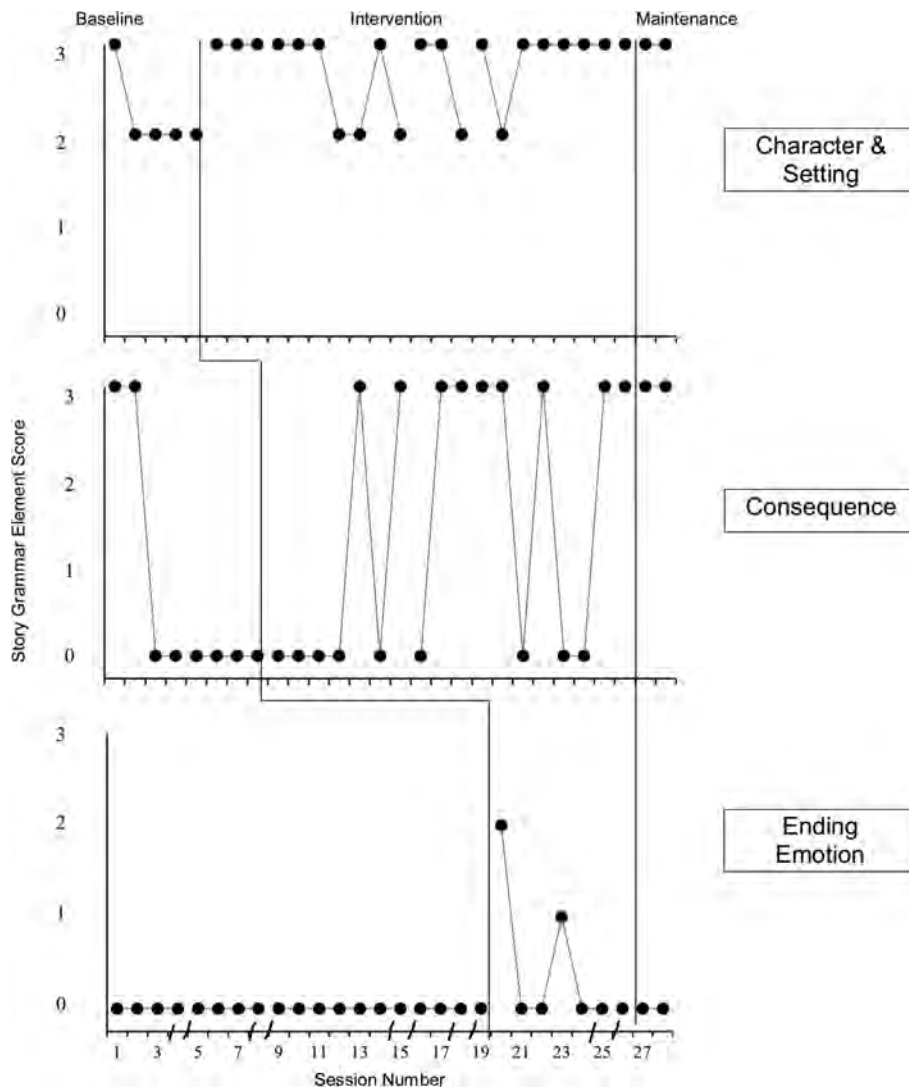 Baseline Intervention Maintenance
3
2
1
0
Character &
Setting
3
2
1
0
Consequence
Story Grammar Element Score
3
2
1
0
Ending
Emotion
1 3 5 7 9 11 13 15 17 19 21 23 25 27
Session Number